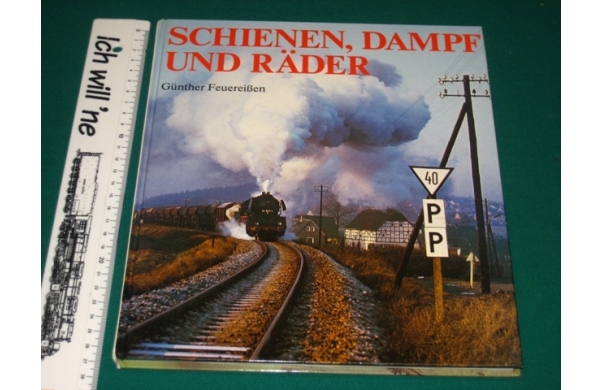 Ich will 'ne
SCHIENEN, DAMPF
UND RÄDER
Günther Feuereißen
40
P
P